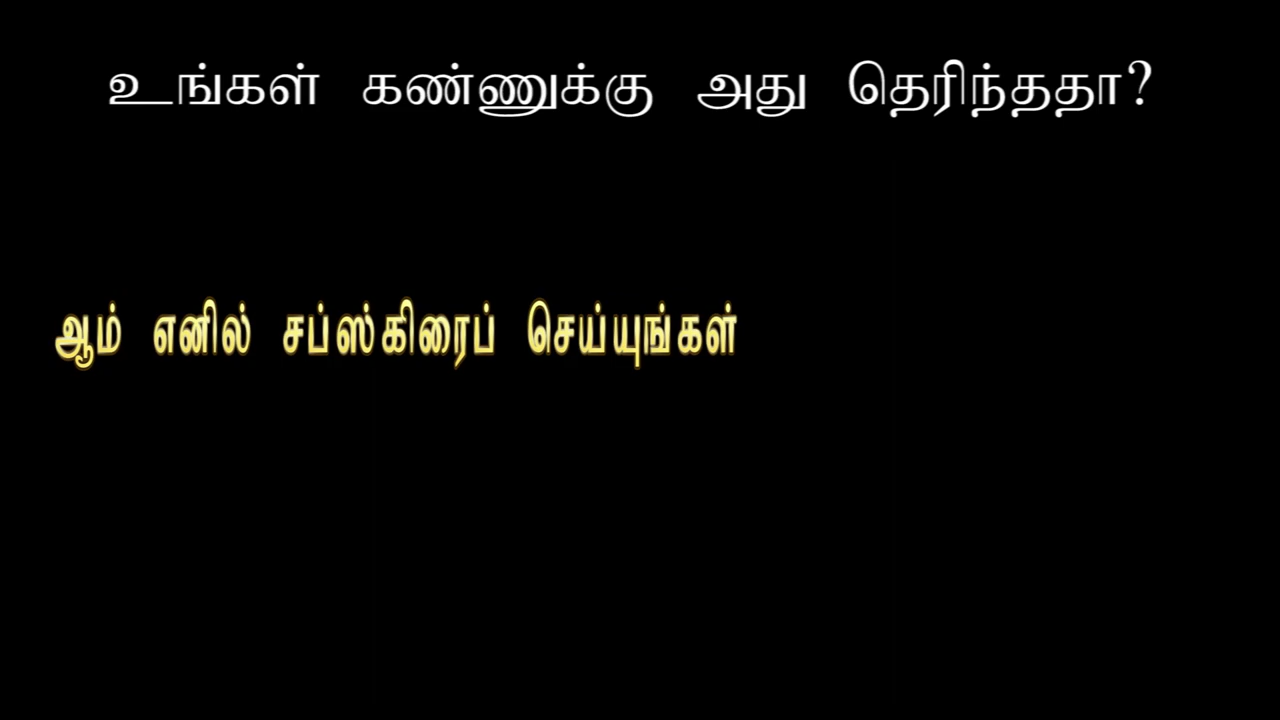 உங்கள் கண்ணுக்கு அது தெரிந்ததா?
ஆம் எனில் சப்ஸ்கிரைப் செய்யுங்கள்